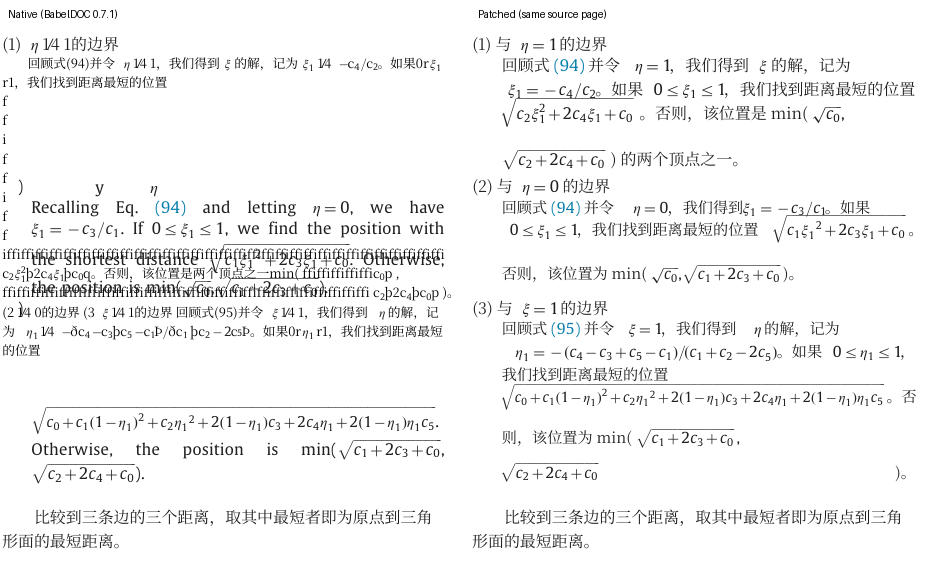 Native (BabelDOC 0.7.1)
(1) η 1⁄4 1的边界
回顾式(94)并令 η 1⁄4 1，我们得到 ξ 的解，记为 ξ₁ 1⁄4 −c₄/c₂。如果0rξ₁
r1，我们找到距离最短的位置
f
f
i
f
f
i
f
f
) y η
Recalling Eq. (94) and letting η=0, we have
ξ₁ = −c₃/c₁. If 0≤ξ₁≤1, we find the position with
the shortest distance √c₁ξ₁²+2c₃ξ₁+c₀. Otherwise,
c₂ξ₁²þ2c₄ξ₁þc₀q。否则，该位置是两个顶点之一min( ffiffiffiffiffiffic₀p ,
the position is min(√c₀,√c₁+2c₃+c₀).
c₂þ2c₄þc₀p )。
)
(2 1⁄4 0的边界 (3 ξ 1⁄4 1的边界 回顾式(95)并令 ξ 1⁄4 1，我们得到 η的解，记
为 η₁ 1⁄4 −ðc₄ −c₃þc₅ −c₁Þ/ðc₁ þc₂ − 2c₅Þ。如果0rη₁ r1，我们找到距离最短
的位置
√c₀+c₁(1−η₁)²+c₂η₁²+2(1−η₁)c₃+2c₄η₁+2(1−η₁)η₁c₅.
Otherwise, the position is min(√c₁+2c₃+c₀,
√c₂+2c₄+c₀).
比较到三条边的三个距离，取其中最短者即为原点到三角
形面的最短距离。
Patched (same source page)
(1) 与 η = 1的边界
回顾式 (94) 并令 η=1，我们得到 ξ 的解，记为
ξ₁ = −c₄/c₂。如果 0≤ξ₁≤1，我们找到距离最短的位置
√c₂ξ₁²+2c₄ξ₁+c₀ 。否则，该位置是 min( √c₀,
√c₂+2c₄+c₀ ) 的两个顶点之一。
(2) 与 η=0 的边界
回顾式 (94)并令 η=0，我们得到ξ₁ = −c₃/c₁。如果
0≤ξ₁≤1，我们找到距离最短的位置 √c₁ξ₁²+2c₃ξ₁+c₀ 。
否则，该位置为 min( √c₀,√c₁+2c₃+c₀ )。
(3) 与 ξ=1的边界
回顾式 (95)并令 ξ=1，我们得到 η的解，记为
η₁ = −(c₄−c₃+c₅−c₁)/(c₁+c₂−2c₅)。如果 0≤η₁≤1,
我们找到距离最短的位置
√c₀+c₁(1−η₁)²+c₂η₁²+2(1−η₁)c₃+2c₄η₁+2(1−η₁)η₁c₅ 。否
则，该位置为 min( √c₁+2c₃+c₀ ,
√c₂+2c₄+c₀ )。
比较到三条边的三个距离，取其中最短者即为原点到三角
形面的最短距离。